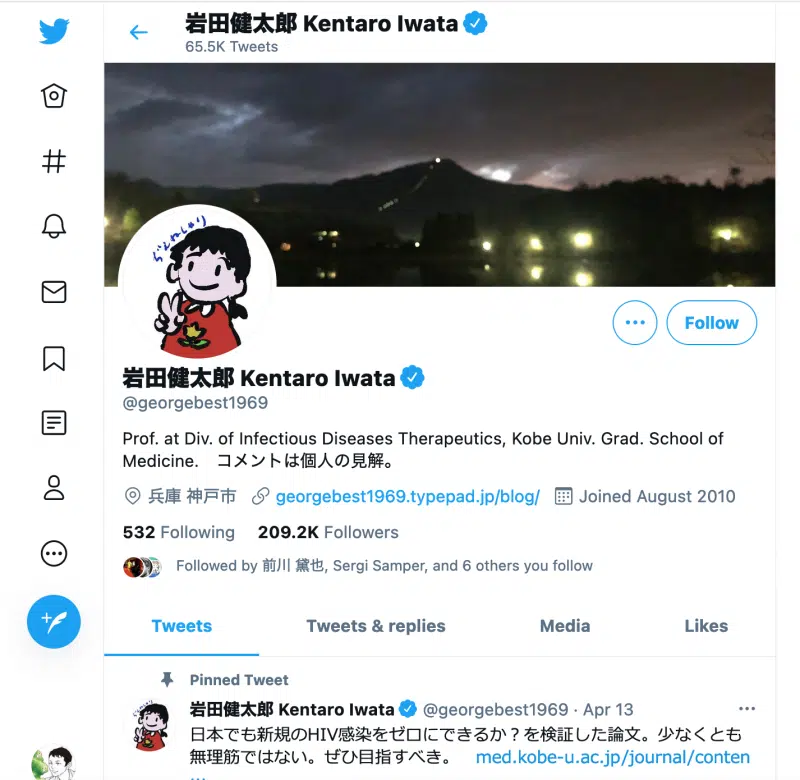 岩田健太郎 Kentaro Iwata
65.5K Tweets
らくえねしゃり
Follow
岩田健太郎 Kentaro Iwata
@georgebest1969
Prof. at Div. of Infectious Diseases Therapeutics, Kobe Univ. Grad. School of
Medicine. コメントは個人の見解。
兵庫 神戸市 georgebest1969.typepad.jp/blog/ Joined August 2010
532 Following 209.2K Followers
Followed by 前川 黛也, Sergi Samper, and 6 others you follow
Tweets Tweets & replies Media Likes
Pinned Tweet
岩田健太郎 Kentaro Iwata @georgebest1969 · Apr 13
日本でも新規のHIV感染をゼロにできるか？を検証した論文。少なくとも
無理筋ではない。ぜひ目指すべき。 med.kobe-u.ac.jp/journal/conten